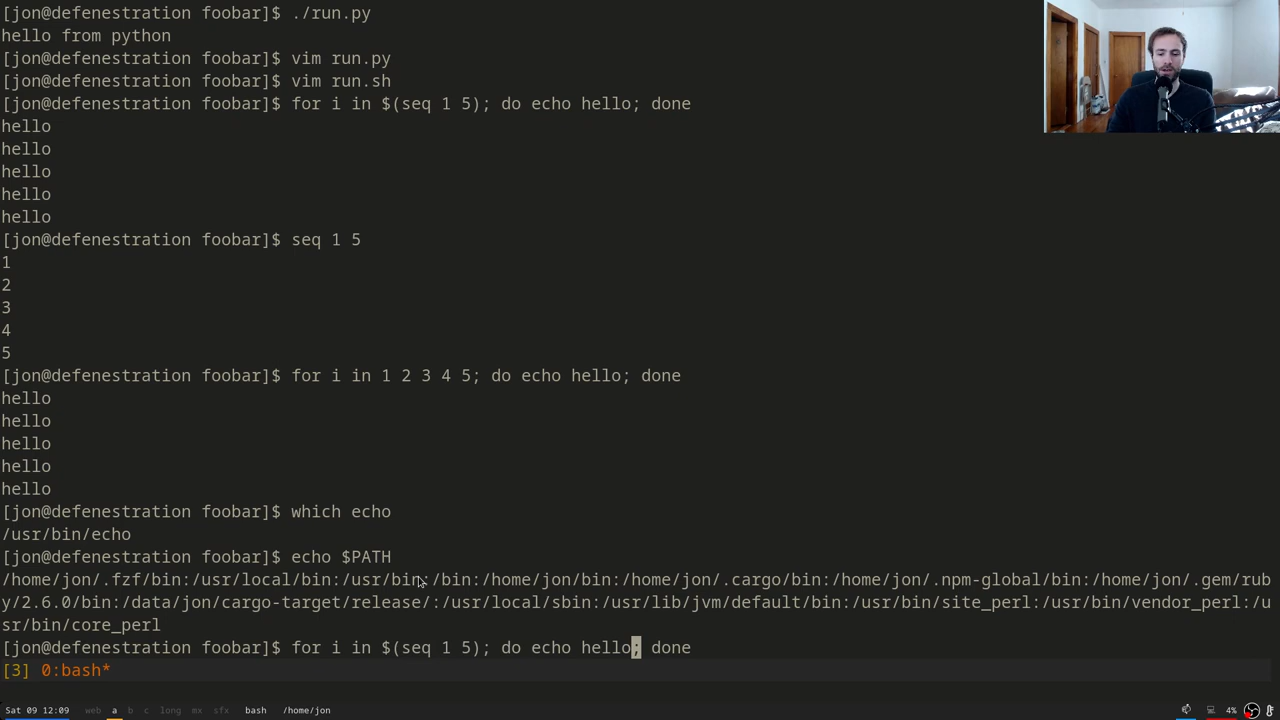 [jon@defenestration foobar]$ ./run.py
hello from python
[jon@defenestration foobar]$ vim run.py
[jon@defenestration foobar]$ vim run.sh
[jon@defenestration foobar]$ for i in $(seq 1 5); do echo hello; done
hello
hello
hello
hello
hello
[jon@defenestration foobar]$ seq 1 5
1
2
3
4
5
[jon@defenestration foobar]$ for i in 1 2 3 4 5; do echo hello; done
hello
hello
hello
hello
hello
[jon@defenestration foobar]$ which echo
/usr/bin/echo
[jon@defenestration foobar]$ echo $PATH
/home/jon/.fzf/bin:/usr/local/bin:/usr/bin:/bin:/home/jon/bin:/home/jon/.cargo/bin:/home/jon/.npm-global/bin:/home/jon/.gem/rub
y/2.6.0/bin:/data/jon/cargo-target/release/:/usr/local/sbin:/usr/lib/jvm/default/bin:/usr/bin/site_perl:/usr/bin/vendor_perl:/u
sr/bin/core_perl
[jon@defenestration foobar]$ for i in $(seq 1 5); do echo hello; done
[3] 0:bash*
Sat 09 12:09 web a b c long mx sfx bash /home/jon 4%